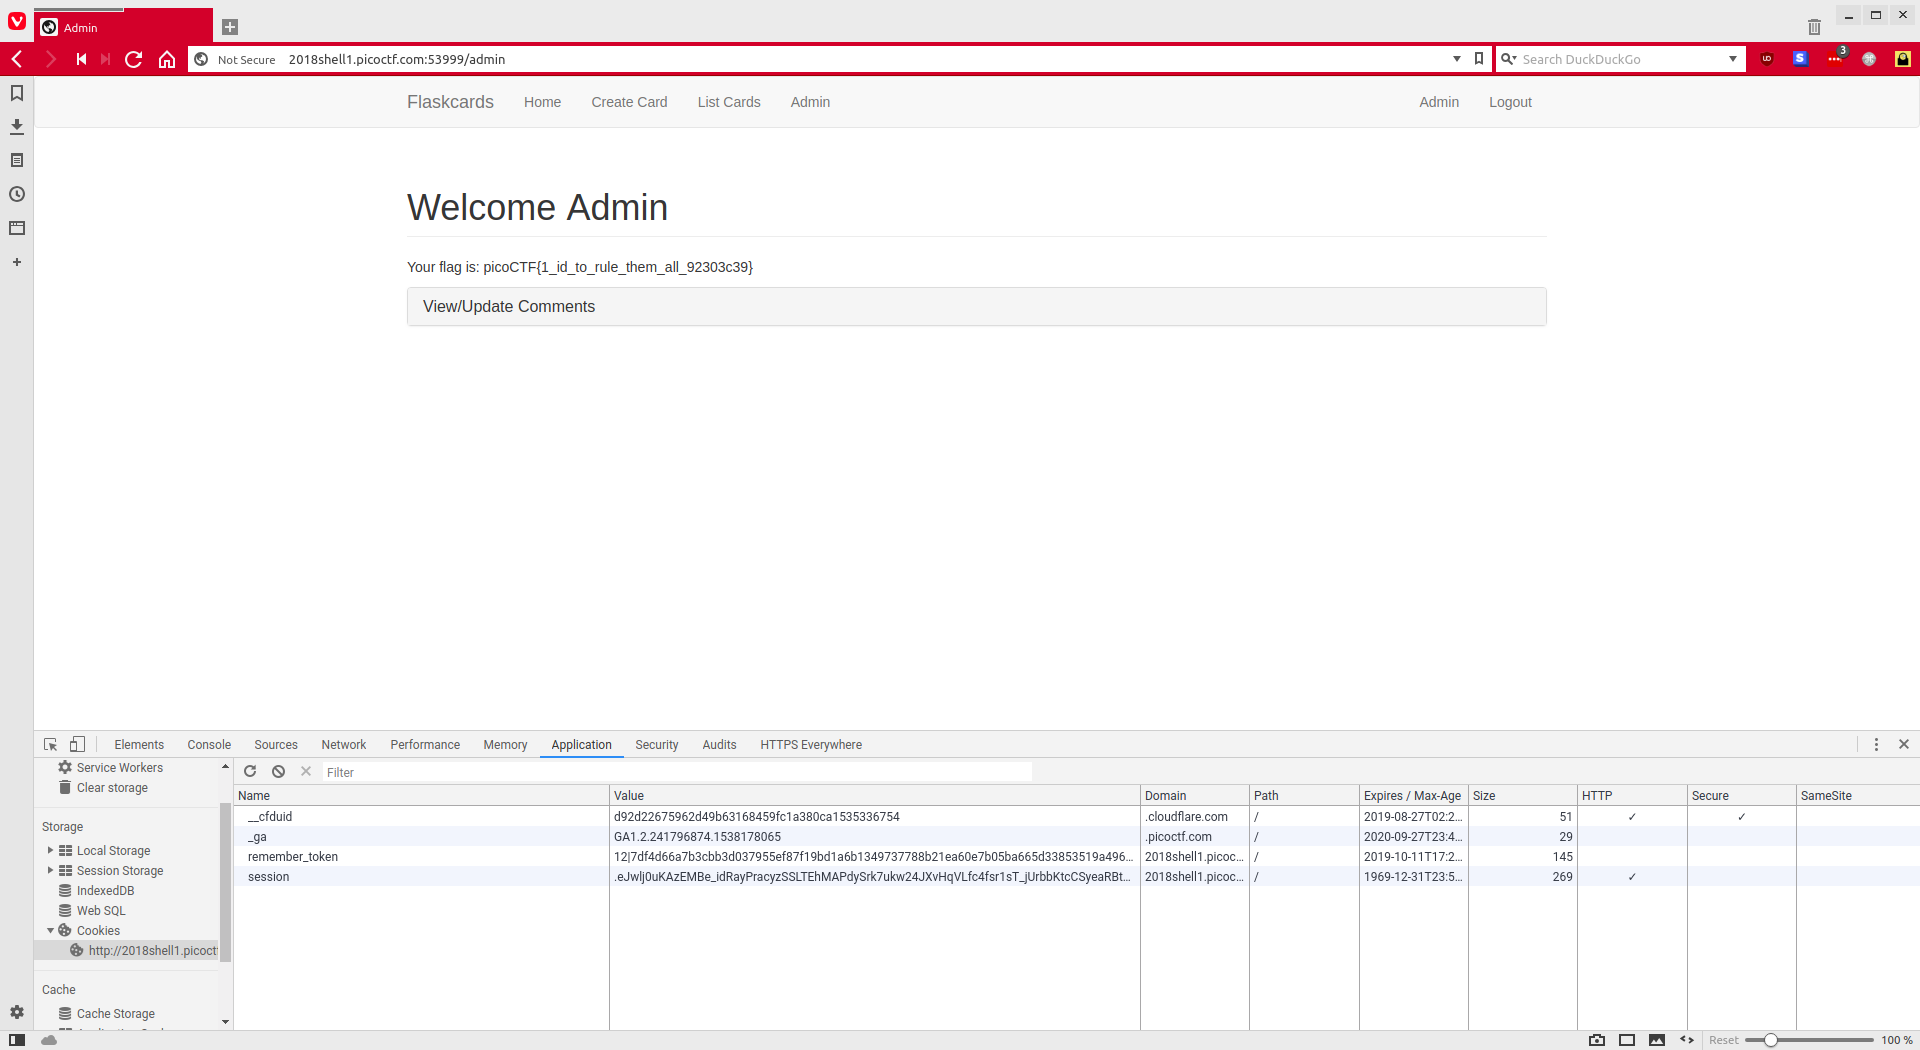 Admin
Not Secure 2018shell1.picoctf.com:53999/admin Search DuckDuckGo 3
Flaskcards Home Create Card List Cards Admin Admin Logout
Welcome Admin
Your flag is: picoCTF{1_id_to_rule_them_all_92303c39}
View/Update Comments
Elements Console Sources Network Performance Memory Application Security Audits HTTPS Everywhere
Service Workers
Clear storage
Storage
Local Storage
Session Storage
IndexedDB
Web SQL
Cookies
http://2018shell1.picoct
Cache
Cache Storage
Filter
Name Value Domain Path Expires / Max-Age Size HTTP Secure SameSite
__cfduid d92d22675962d49b63168459fc1a380ca1535336754 .cloudflare.com / 2019-08-27T02:2... 51 ✓ ✓
_ga GA1.2.241796874.1538178065 .picoctf.com / 2020-09-27T23:4... 29
remember_token 12|7df4d66a7b3cbb3d037955ef87f19bd1a6b1349737788b21ea60e7b05ba665d33853519a496... 2018shell1.picoc... / 2019-10-11T17:2... 145
session .eJwlj0uKAzEMBe_idRayPracyzSSLTEhMAPdySrk7ukw24JXvHqVLfc4fsr1sT_jUrbbKtcCSyeaRBt... 2018shell1.picoc... / 1969-12-31T23:5... 269 ✓
Reset 100 %